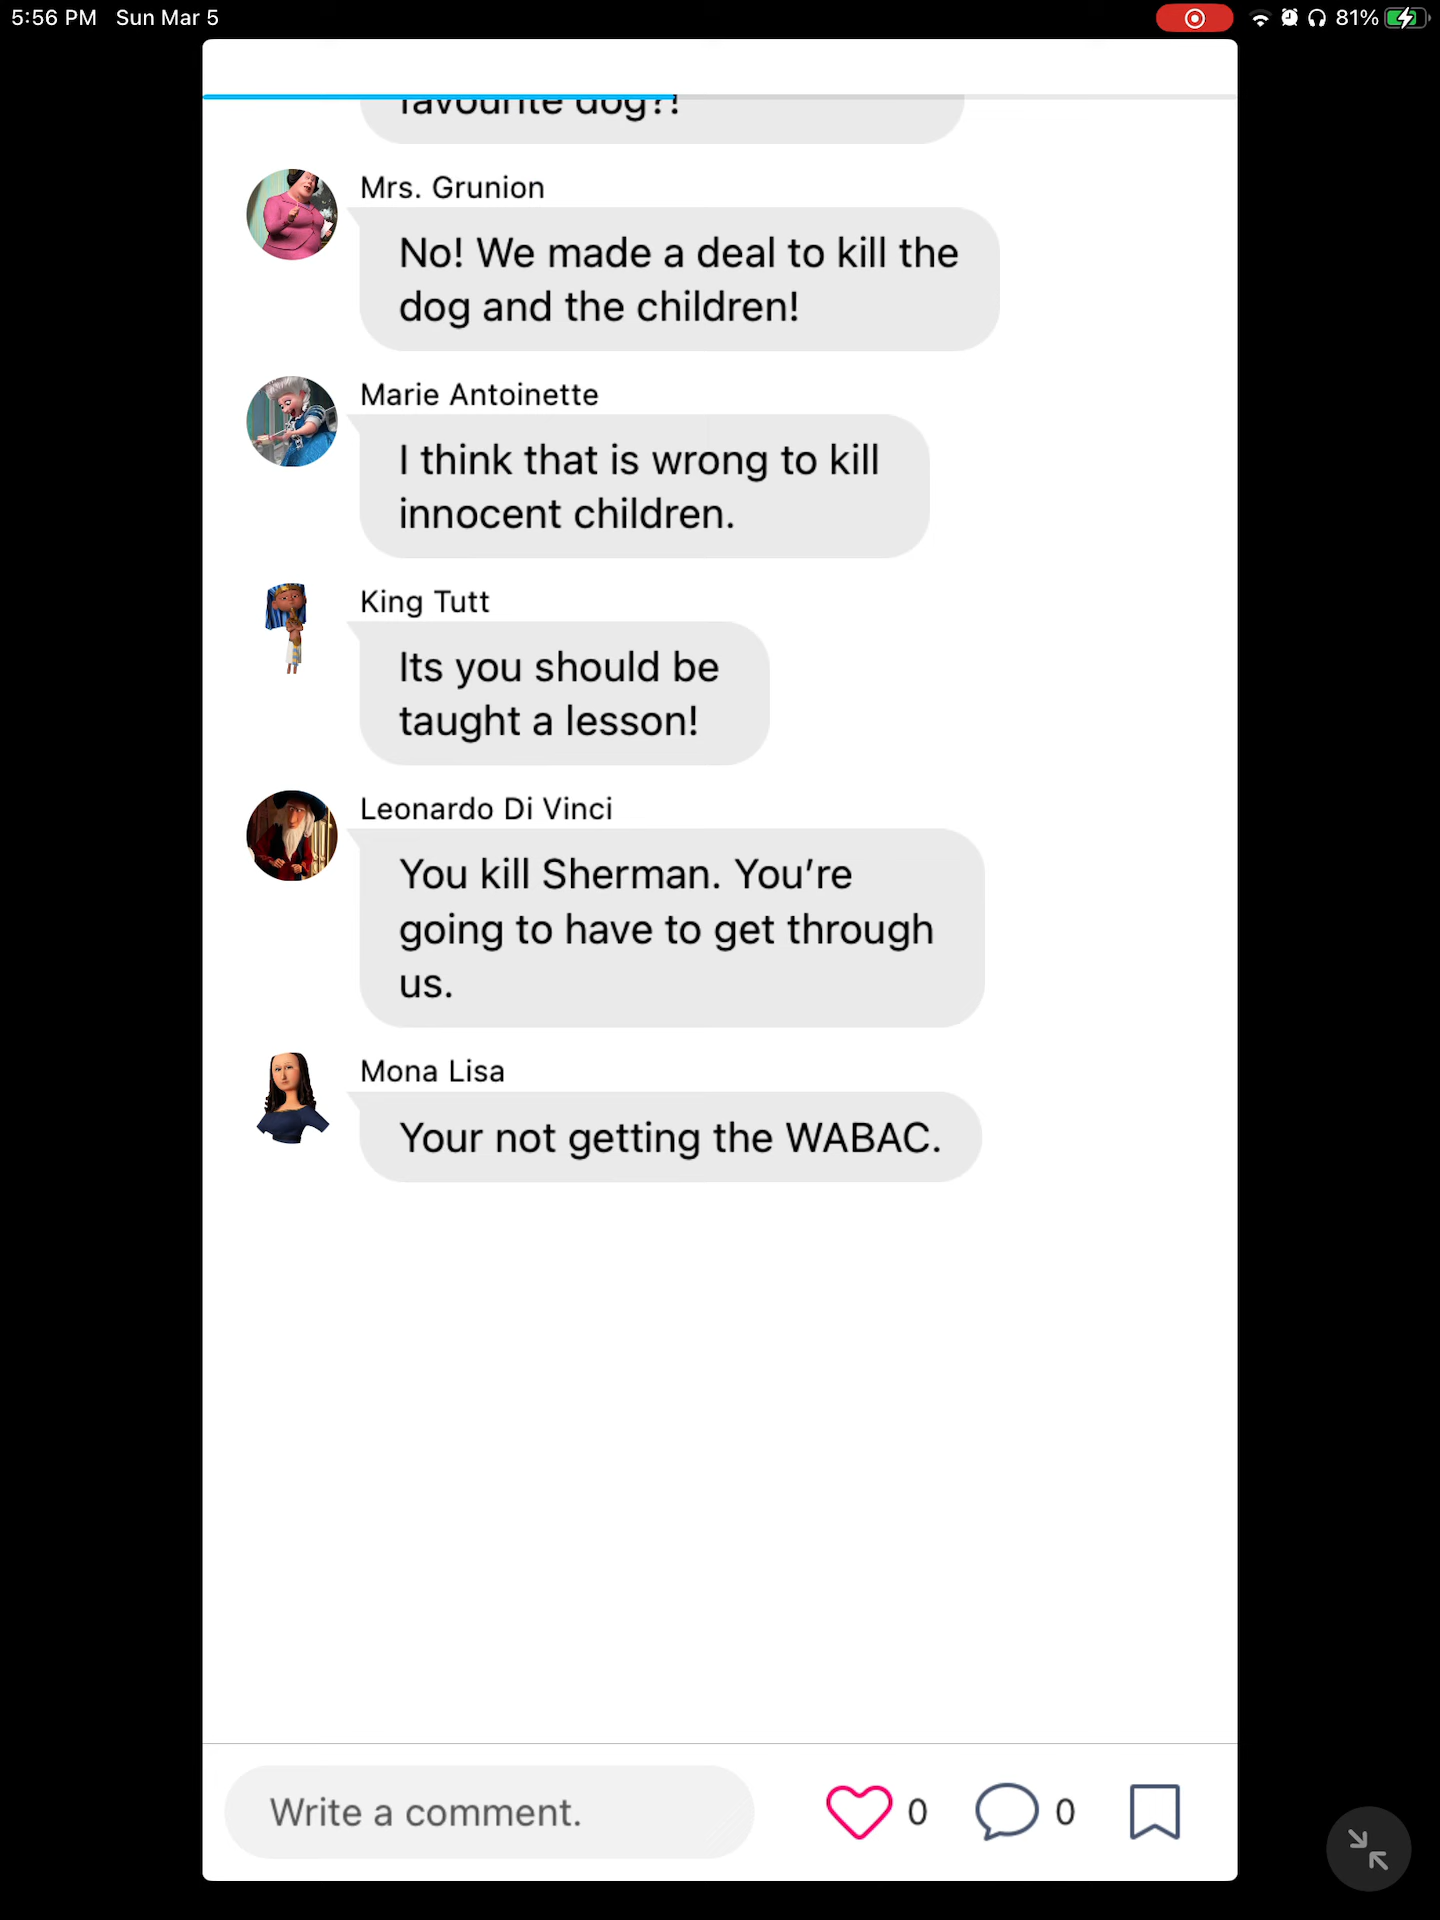 5:56 PM Sun Mar 5
81%
favourite dog?!
Mrs. Grunion
No! We made a deal to kill the
dog and the children!
Marie Antoinette
I think that is wrong to kill
innocent children.
King Tutt
Its you should be
taught a lesson!
Leonardo Di Vinci
You kill Sherman. You’re
going to have to get through
us.
Mona Lisa
Your not getting the WABAC.
Write a comment.
0
0